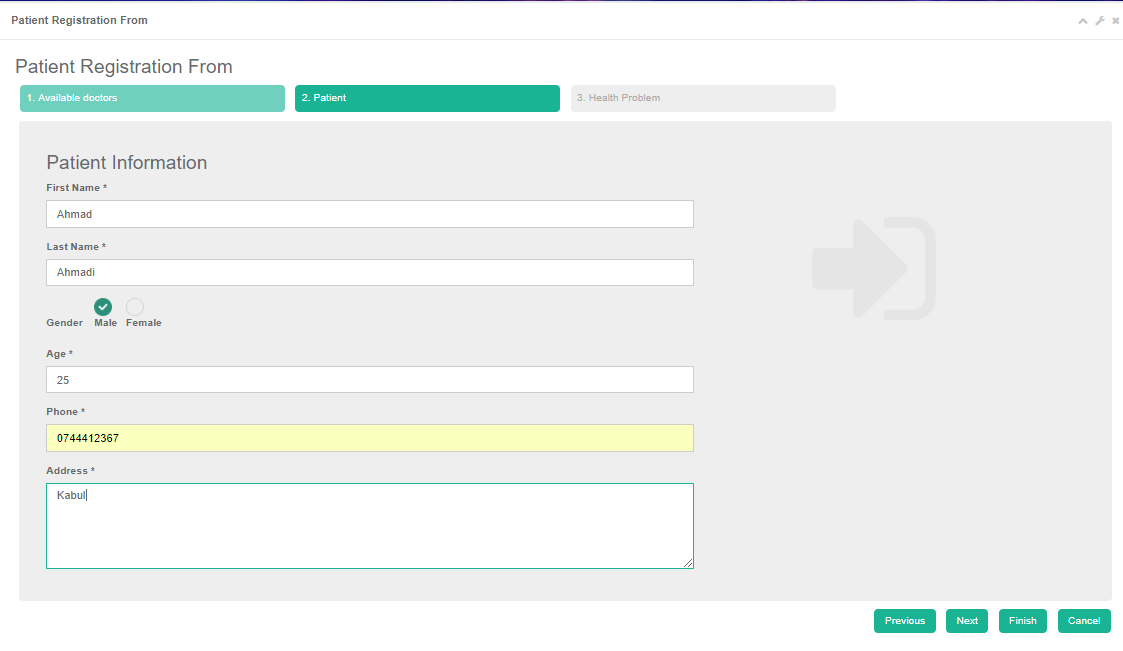 Patient Registration From
Patient Registration From
1. Available doctors
2. Patient
3. Health Problem
Patient Information
First Name *
Ahmad
Last Name *
Ahmadi
Gender Male Female
Age *
25
Phone *
0744412367
Address *
Kabul
Previous Next Finish Cancel